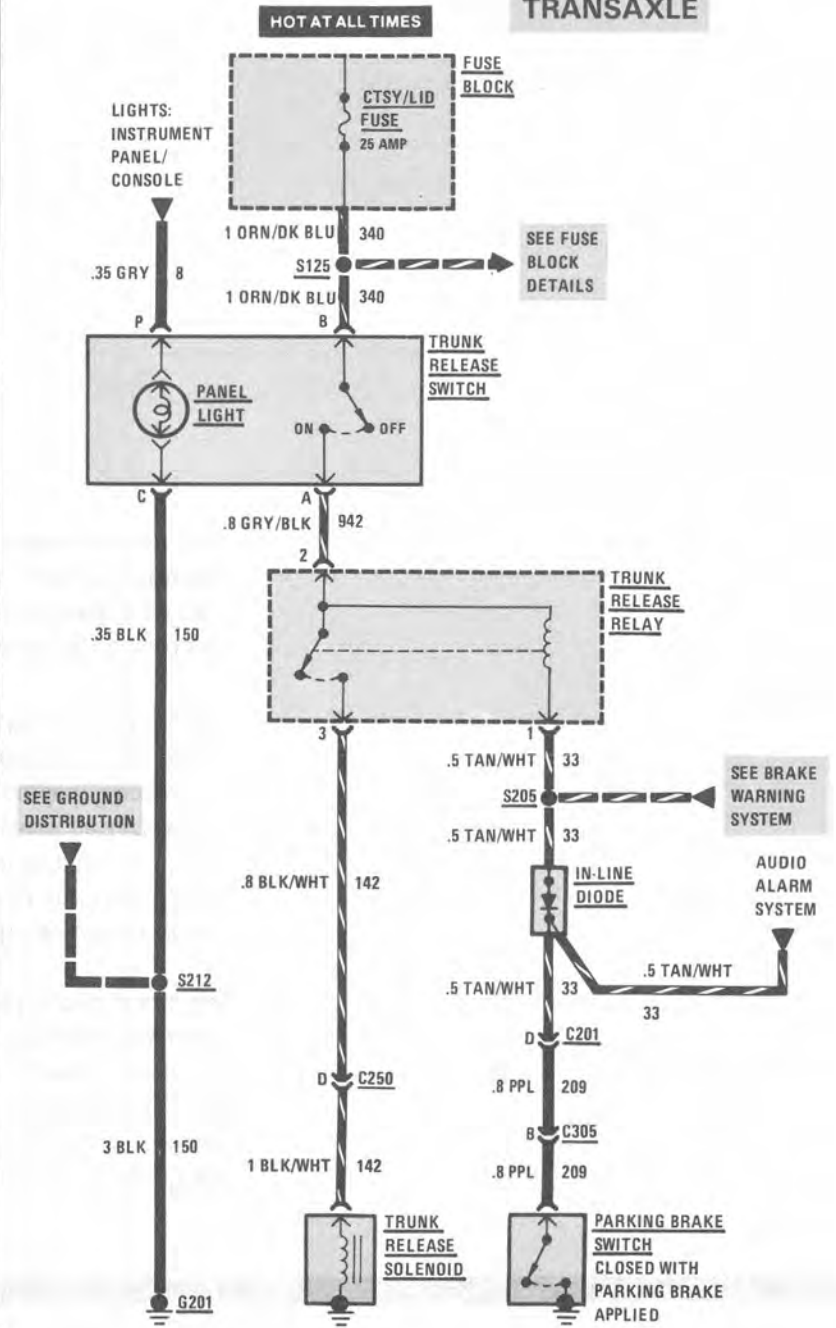 TRANSAXLE
HOT AT ALL TIMES
FUSE
BLOCK
CTSY/LID
FUSE
25 AMP
LIGHTS:
INSTRUMENT
PANEL/
CONSOLE
1 ORN/DK BLU 340
.35 GRY 8
S125
SEE FUSE
BLOCK
DETAILS
1 ORN/DK BLU 340
P B
TRUNK
RELEASE
SWITCH
PANEL
LIGHT
ON OFF
C A
.8 GRY/BLK 942
2
TRUNK
RELEASE
RELAY
.35 BLK 150
3 1
.5 TAN/WHT 33
SEE BRAKE
WARNING
SYSTEM
S205
SEE GROUND
DISTRIBUTION
.5 TAN/WHT 33
AUDIO
ALARM
SYSTEM
.8 BLK/WHT 142
IN-LINE
DIODE
S212
.5 TAN/WHT 33
.5 TAN/WHT
33
D C201
D C250
.8 PPL 209
B C305
3 BLK 150
1 BLK/WHT 142
.8 PPL 209
TRUNK
RELEASE
SOLENOID
PARKING BRAKE
SWITCH
CLOSED WITH
PARKING BRAKE
APPLIED
G201